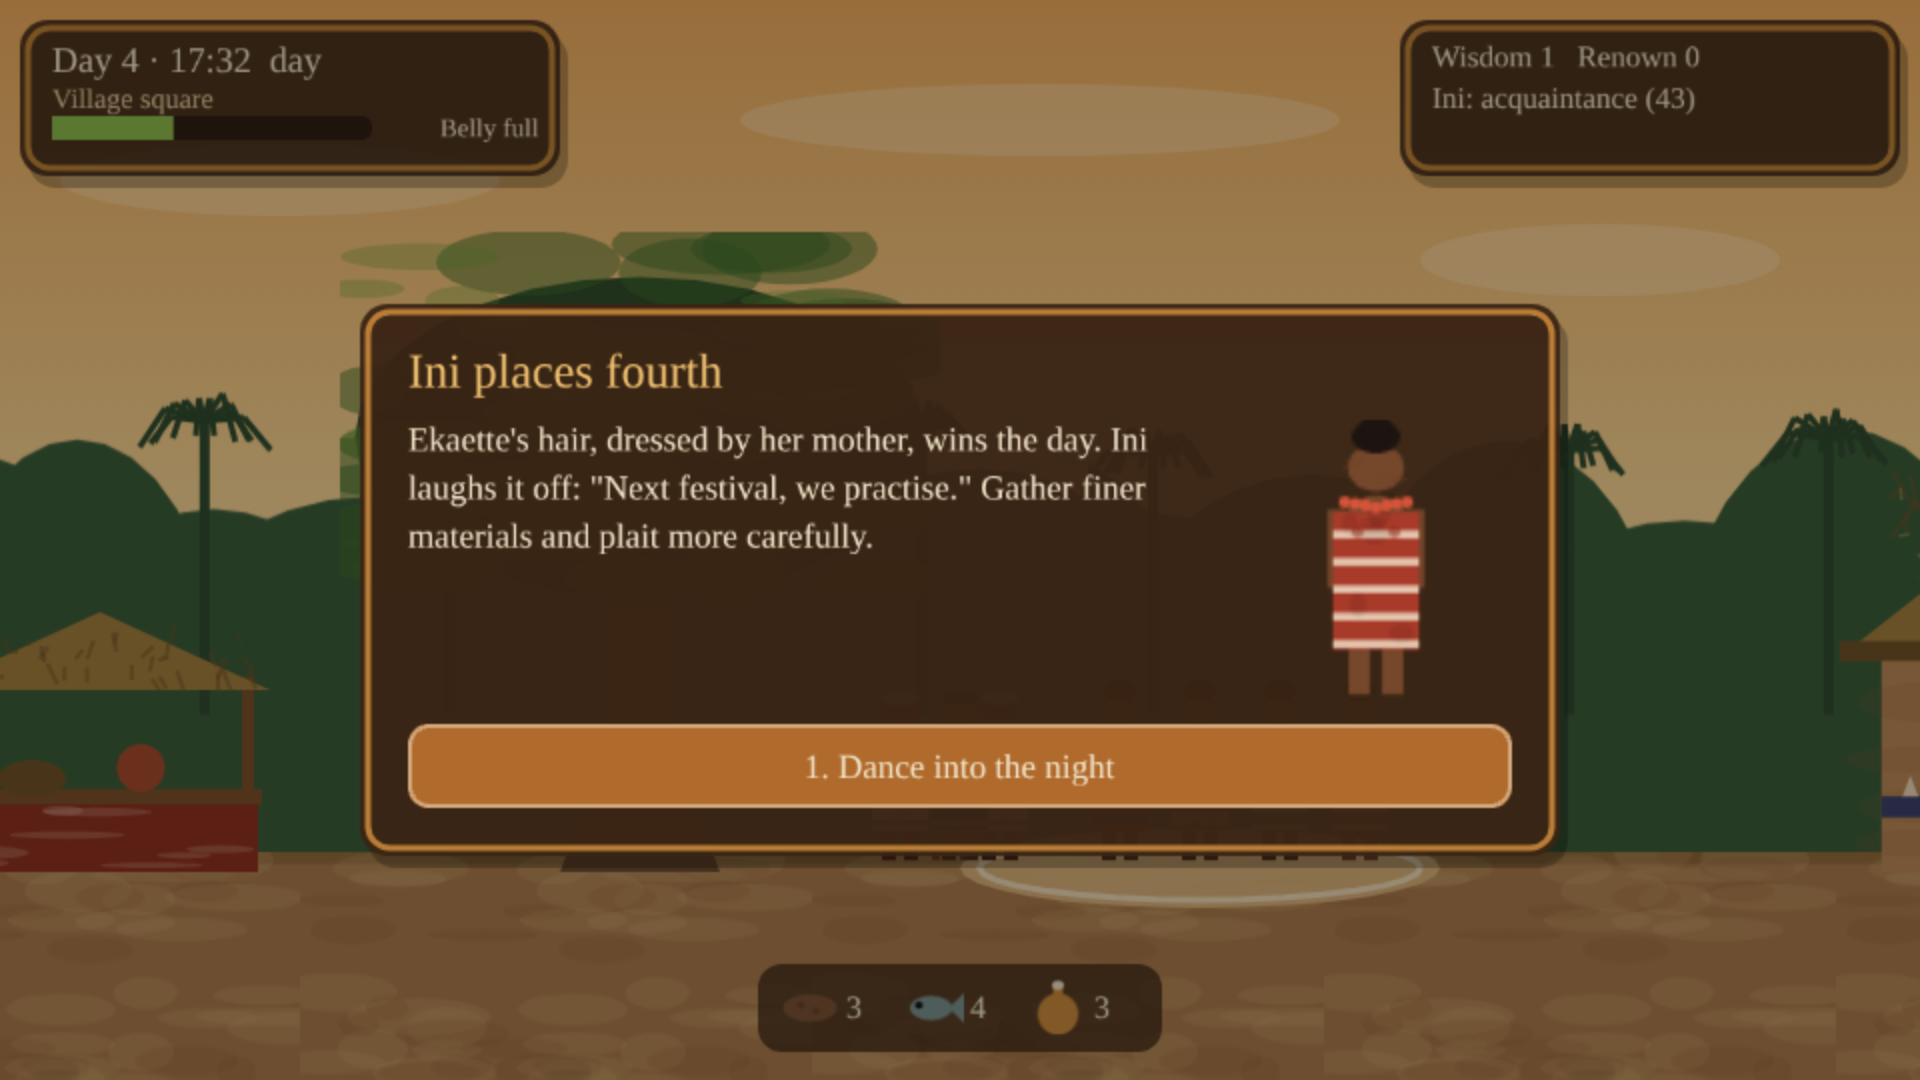 Day 4 · 17:32 day
Village square
Belly full
Wisdom 1 Renown 0
Ini: acquaintance (43)
Ini places fourth
Ekaette's hair, dressed by her mother, wins the day. Ini
laughs it off: "Next festival, we practise." Gather finer
materials and plait more carefully.
1. Dance into the night
3 4 3